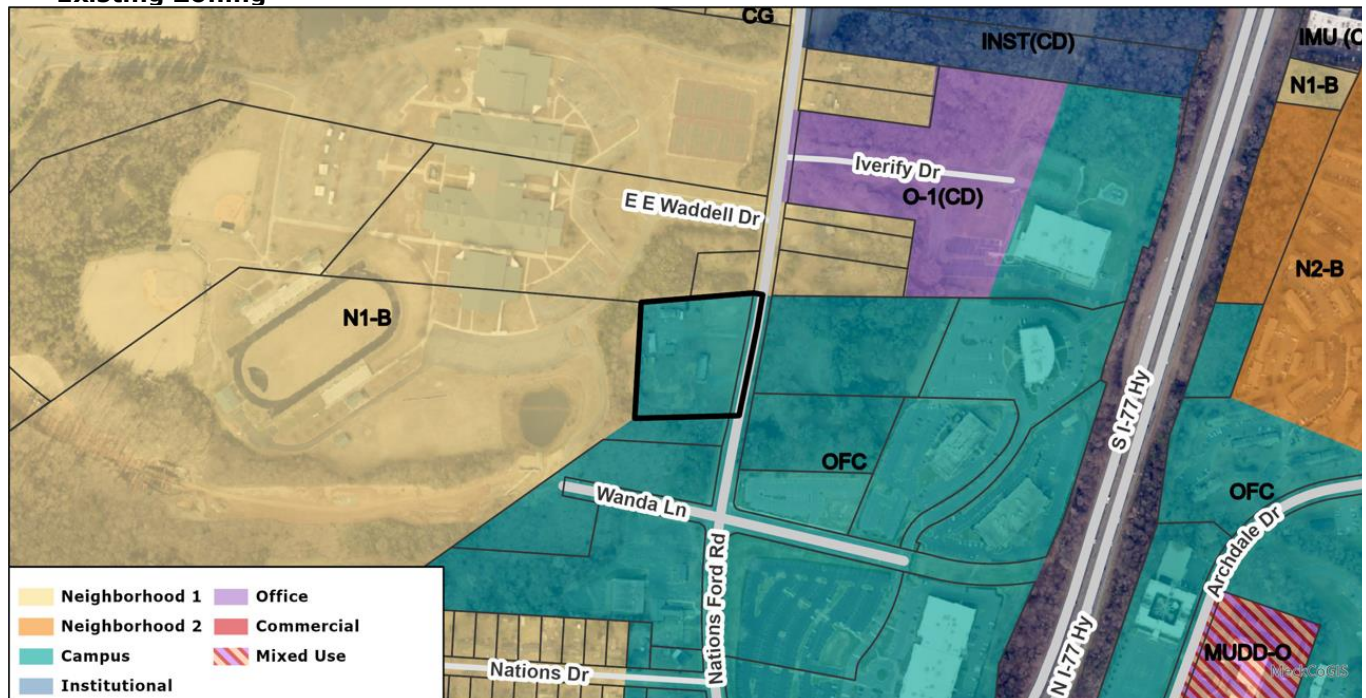 Existing Zoning
CG
INST(CD)
IMU (C
N1-B
Iverify Dr
O-1(CD)
E E Waddell Dr
N2-B
N1-B
S I-77 Hy
OFC
OFC
Wanda Ln
Archdale Dr
Nations Ford Rd
N I-77 Hy
Nations Dr
MUDD-O
MeckCoGIS
Neighborhood 1
Office
Neighborhood 2
Commercial
Campus
Mixed Use
Institutional